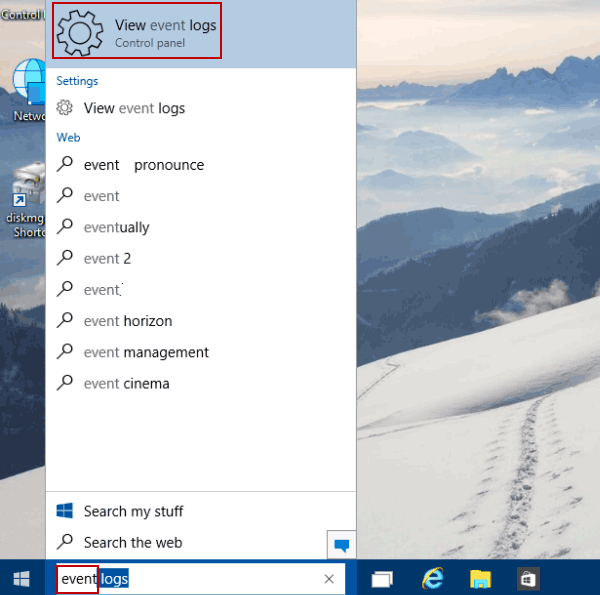 Control
View event logs
Control panel
Settings
View event logs
Netwo
Web
event pronounce
event
diskmg
Shortc
eventually
event 2
event
event horizon
event management
event cinema
Search my stuff
Search the web
event logs